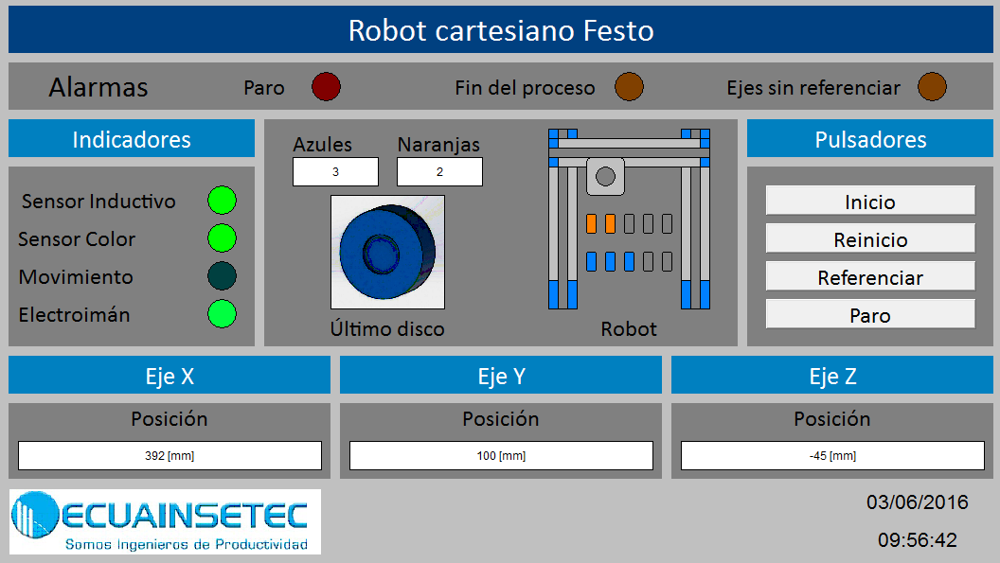 Robot cartesiano Festo
Alarmas Paro Fin del proceso Ejes sin referenciar
Indicadores
Sensor Inductivo
Sensor Color
Movimiento
Electroimán
Azules Naranjas
3 2
Último disco Robot
Pulsadores
Inicio
Reinicio
Referenciar
Paro
Eje X Eje Y Eje Z
Posición Posición Posición
392 [mm] 100 [mm] -45 [mm]
ECUAINSETEC
Somos Ingenieros de Productividad
03/06/2016
09:56:42